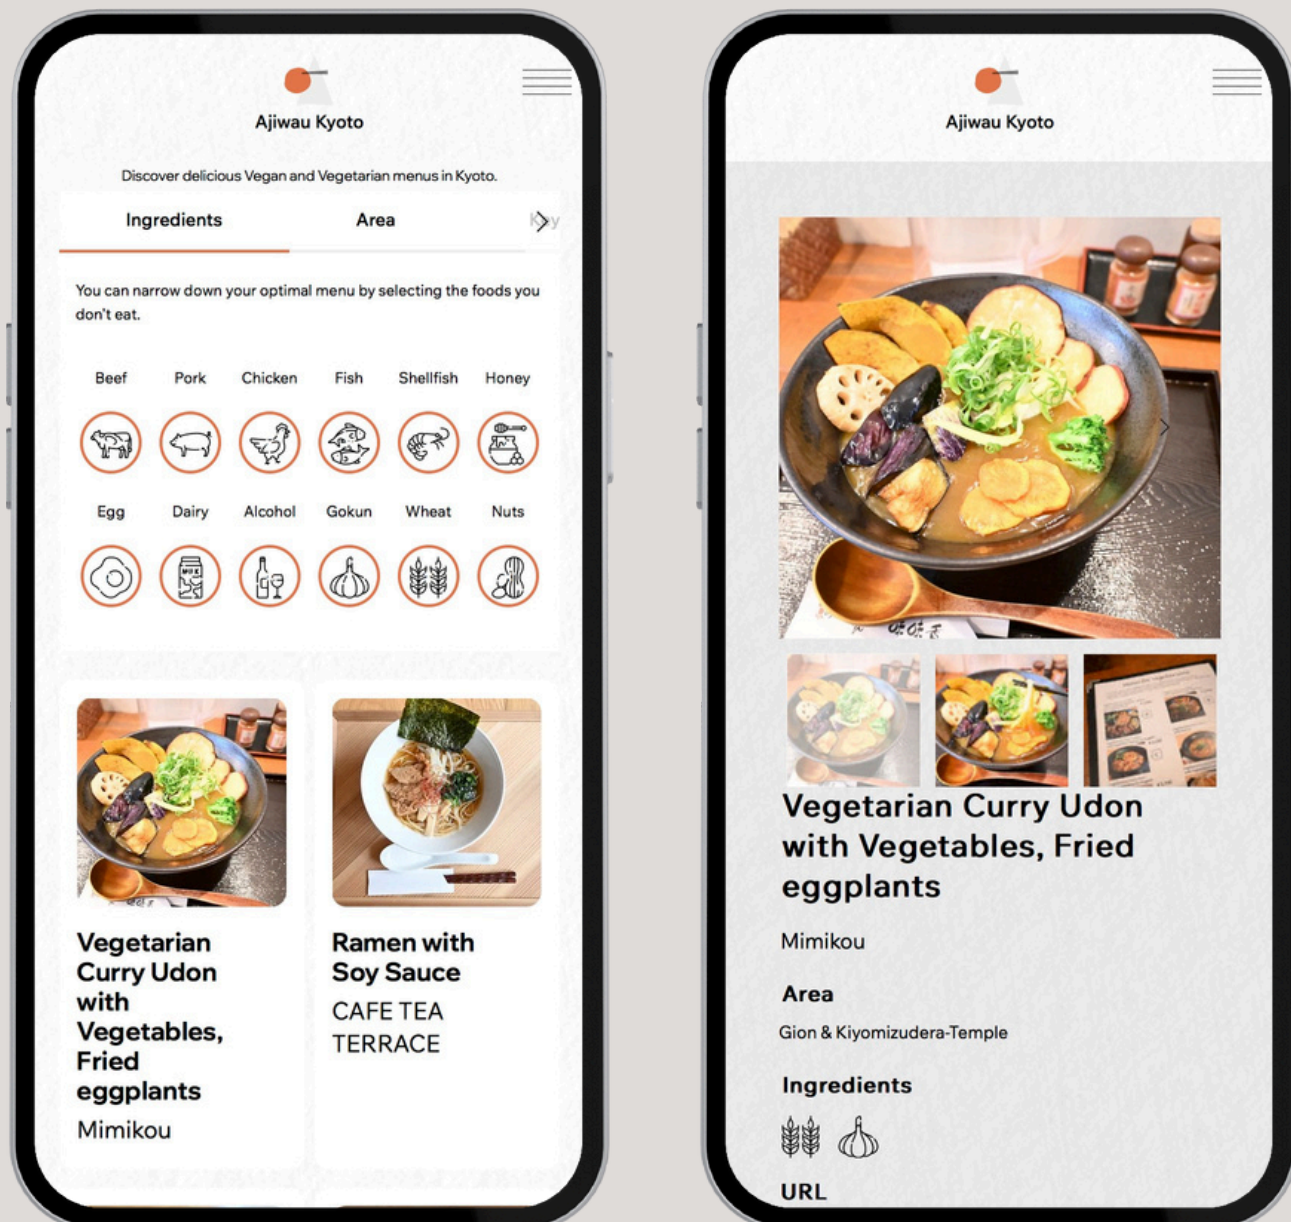 Ajiwau Kyoto
Discover delicious Vegan and Vegetarian menus in Kyoto.
Ingredients
Area
You can narrow down your optimal menu by selecting the foods you
don't eat.
Beef
Pork
Chicken
Fish
Shellfish
Honey
Egg
Dairy
Alcohol
Gokun
Wheat
Nuts
Vegetarian
Curry Udon
with
Vegetables,
Fried
eggplants
Mimikou
Ramen with
Soy Sauce
CAFE TEA
TERRACE
Ajiwau Kyoto
Vegetarian Curry Udon
with Vegetables, Fried
eggplants
Mimikou
Area
Gion & Kiyomizudera-Temple
Ingredients
URL